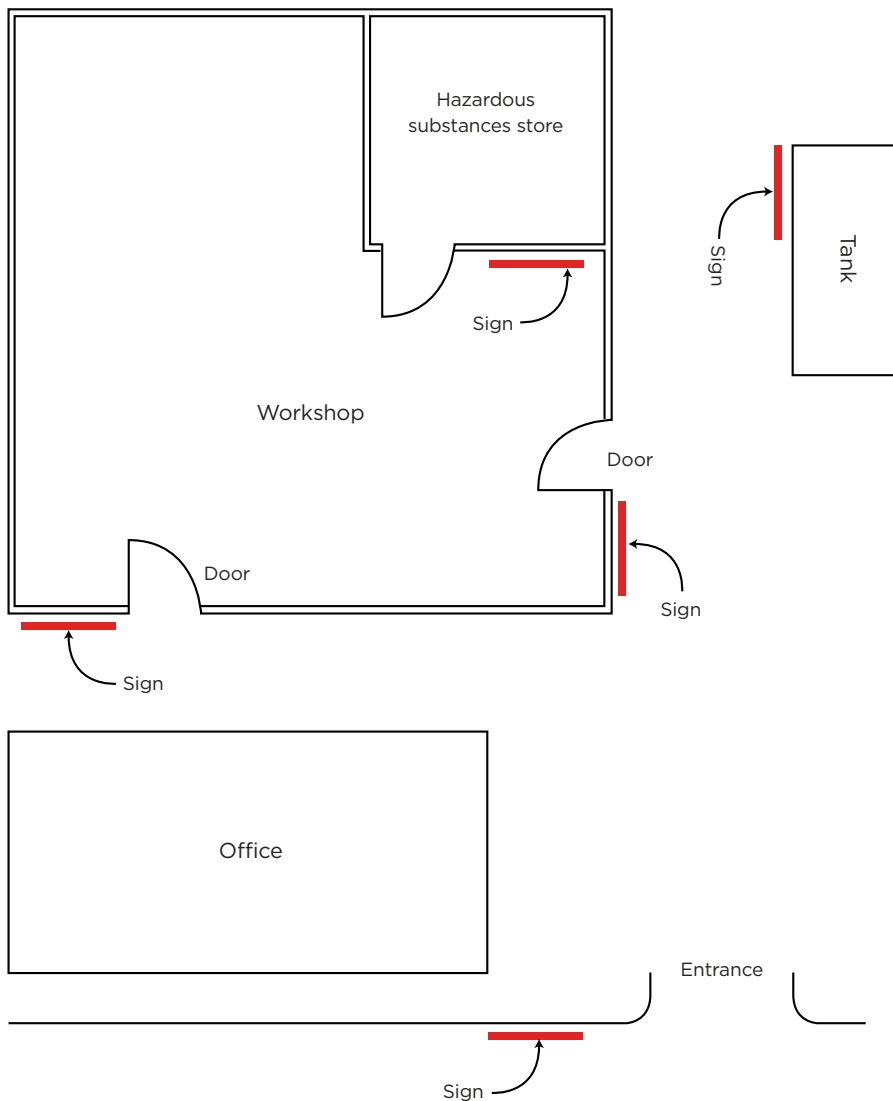 Hazardous
substances store
Sign
Tank
Sign
Workshop
Door
Door
Sign
Sign
Office
Entrance
Sign